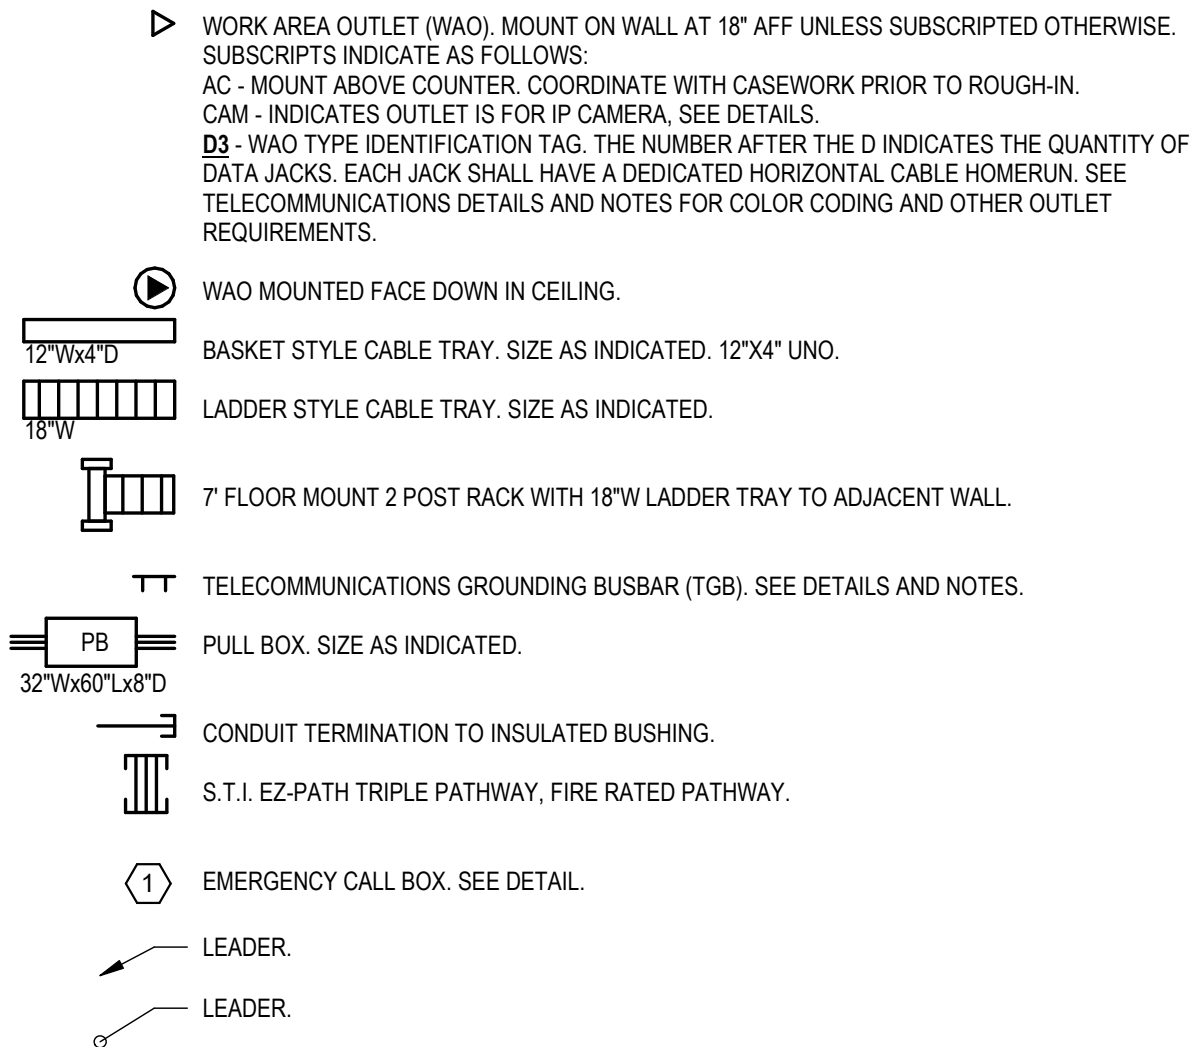 WORK AREA OUTLET (WAO). MOUNT ON WALL AT 18" AFF UNLESS SUBSCRIPTED OTHERWISE.
SUBSCRIPTS INDICATE AS FOLLOWS:
AC - MOUNT ABOVE COUNTER. COORDINATE WITH CASEWORK PRIOR TO ROUGH-IN.
CAM - INDICATES OUTLET IS FOR IP CAMERA, SEE DETAILS.
D3 - WAO TYPE IDENTIFICATION TAG. THE NUMBER AFTER THE D INDICATES THE QUANTITY OF
DATA JACKS. EACH JACK SHALL HAVE A DEDICATED HORIZONTAL CABLE HOMERUN. SEE
TELECOMMUNICATIONS DETAILS AND NOTES FOR COLOR CODING AND OTHER OUTLET
REQUIREMENTS.
WAO MOUNTED FACE DOWN IN CEILING.
12"Wx4"D
BASKET STYLE CABLE TRAY. SIZE AS INDICATED. 12"X4" UNO.
18"W
LADDER STYLE CABLE TRAY. SIZE AS INDICATED.
7' FLOOR MOUNT 2 POST RACK WITH 18"W LADDER TRAY TO ADJACENT WALL.
TELECOMMUNICATIONS GROUNDING BUSBAR (TGB). SEE DETAILS AND NOTES.
PB
32"Wx60"Lx8"D
PULL BOX. SIZE AS INDICATED.
CONDUIT TERMINATION TO INSULATED BUSHING.
S.T.I. EZ-PATH TRIPLE PATHWAY, FIRE RATED PATHWAY.
1
EMERGENCY CALL BOX. SEE DETAIL.
LEADER.
LEADER.